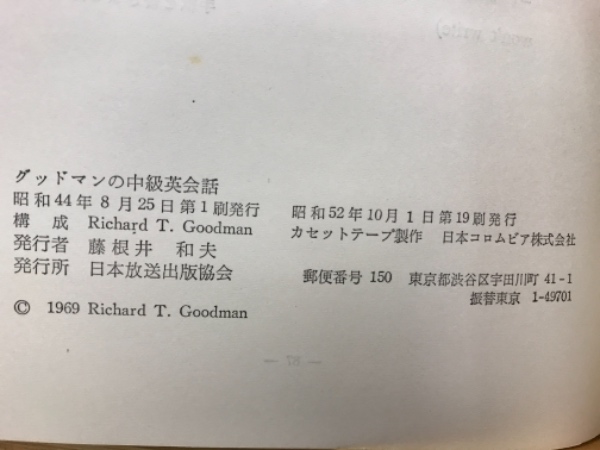 グッドマンの中級英会話
昭和44年8月25日第1刷発行 昭和52年10月1日第19刷発行
構成 Richard T. Goodman カセットテープ製作 日本コロムビア株式会社
発行者 藤根井 和夫
発行所 日本放送出版協会 郵便番号 150 東京都渋谷区宇田川町 41-1
振替東京 1-49701
© 1969 Richard T. Goodman
— 87 —